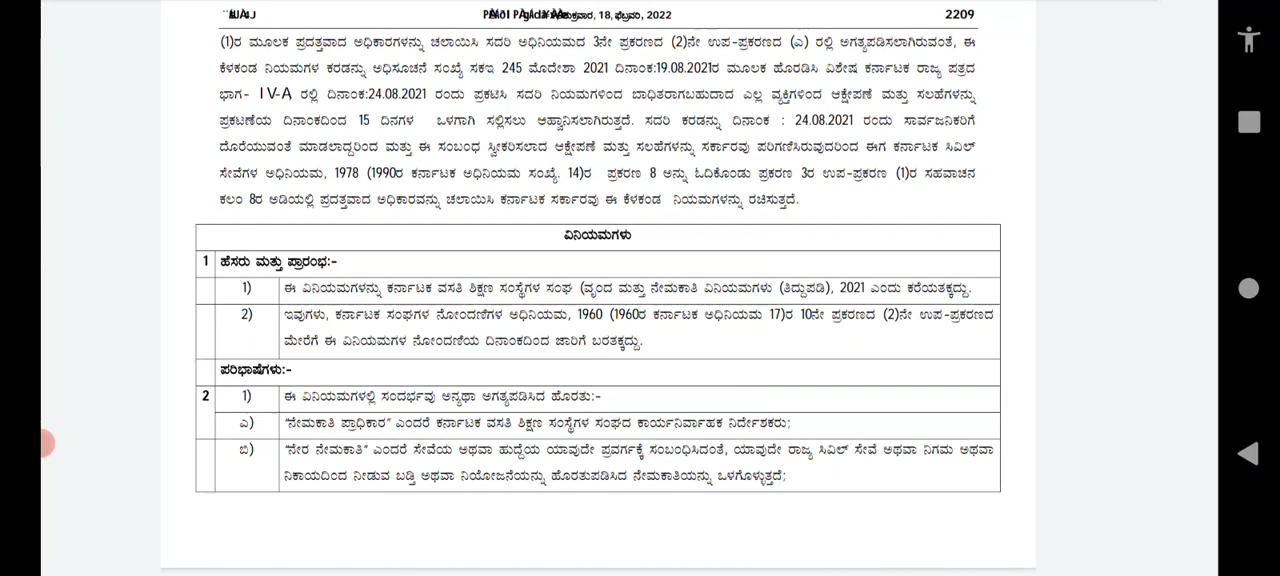 ಶುಕ್ರವಾರ, 18, ಫೆಬ್ರವರಿ, 2022 2209
(1)ರ ಮೂಲಕ ಪ್ರದತ್ತವಾದ ಅಧಿಕಾರಗಳನ್ನು ಚಲಾಯಿಸಿ ಸದರಿ ಅಧಿನಿಯಮದ 3ನೇ ಪ್ರಕರಣದ (2)ನೇ ಉಪ-ಪ್ರಕರಣದ (ಎ) ರಲ್ಲಿ ಅಗತ್ಯಪಡಿಸಲಾಗಿರುವಂತೆ, ಈ
ಕೆಳಕಂಡ ನಿಯಮಗಳ ಕರಡನ್ನು ಅಧಿಸೂಚನೆ ಸಂಖ್ಯೆ ಸಕಇ 245 ಮೊದೇಶಾ 2021 ದಿನಾಂಕ:19.08.2021ರ ಮೂಲಕ ಹೊರಡಿಸಿ ವಿಶೇಷ ಕರ್ನಾಟಕ ರಾಜ್ಯ ಪತ್ರದ
ಭಾಗ- IV-A ರಲ್ಲಿ ದಿನಾಂಕ:24.08.2021 ರಂದು ಪ್ರಕಟಿಸಿ ಸದರಿ ನಿಯಮಗಳಿಂದ ಬಾಧಿತರಾಗಬಹುದಾದ ಎಲ್ಲ ವ್ಯಕ್ತಿಗಳಿಂದ ಆಕ್ಷೇಪಣೆ ಮತ್ತು ಸಲಹೆಗಳನ್ನು
ಪ್ರಕಟಣೆಯ ದಿನಾಂಕದಿಂದ 15 ದಿನಗಳ ಒಳಗಾಗಿ ಸಲ್ಲಿಸಲು ಆಹ್ವಾನಿಸಲಾಗಿರುತ್ತದೆ. ಸದರಿ ಕರಡನ್ನು ದಿನಾಂಕ : 24.08.2021 ರಂದು ಸಾರ್ವಜನಿಕರಿಗೆ
ದೊರೆಯುವಂತೆ ಮಾಡಲಾದ್ದರಿಂದ ಮತ್ತು ಈ ಸಂಬಂಧ ಸ್ವೀಕರಿಸಲಾದ ಆಕ್ಷೇಪಣೆ ಮತ್ತು ಸಲಹೆಗಳನ್ನು ಸರ್ಕಾರವು ಪರಿಗಣಿಸಿರುವುದರಿಂದ ಈಗ ಕರ್ನಾಟಕ ಸಿವಿಲ್
ಸೇವೆಗಳ ಅಧಿನಿಯಮ, 1978 (1990ರ ಕರ್ನಾಟಕ ಅಧಿನಿಯಮ ಸಂಖ್ಯೆ. 14)ರ ಪ್ರಕರಣ 8 ಅನ್ನು ಓದಿಕೊಂಡು ಪ್ರಕರಣ 3ರ ಉಪ-ಪ್ರಕರಣ (1)ರ ಸಹವಾಚನ
ಕಲಂ 8ರ ಅಡಿಯಲ್ಲಿ ಪ್ರದತ್ತವಾದ ಅಧಿಕಾರವನ್ನು ಚಲಾಯಿಸಿ ಕರ್ನಾಟಕ ಸರ್ಕಾರವು ಈ ಕೆಳಕಂಡ ನಿಯಮಗಳನ್ನು ರಚಿಸುತ್ತದೆ.
ವಿನಿಯಮಗಳು
1 ಹೆಸರು ಮತ್ತು ಪ್ರಾರಂಭ:-
1) ಈ ವಿನಿಯಮಗಳನ್ನು ಕರ್ನಾಟಕ ವಸತಿ ಶಿಕ್ಷಣ ಸಂಸ್ಥೆಗಳ ಸಂಘ (ವೃಂದ ಮತ್ತು ನೇಮಕಾತಿ ವಿನಿಯಮಗಳು (ತಿದ್ದುಪಡಿ), 2021 ಎಂದು ಕರೆಯತಕ್ಕದ್ದು.
2) ಇವುಗಳು, ಕರ್ನಾಟಕ ಸಂಘಗಳ ನೋಂದಣಿಗಳ ಅಧಿನಿಯಮ, 1960 (1960ರ ಕರ್ನಾಟಕ ಅಧಿನಿಯಮ 17)ರ 10ನೇ ಪ್ರಕರಣದ (2)ನೇ ಉಪ-ಪ್ರಕರಣದ
ಮೇರೆಗೆ ಈ ವಿನಿಯಮಗಳ ನೋಂದಣಿಯ ದಿನಾಂಕದಿಂದ ಜಾರಿಗೆ ಬರತಕ್ಕದ್ದು.
ಪರಿಭಾಷೆಗಳು:-
2 1) ಈ ವಿನಿಯಮಗಳಲ್ಲಿ ಸಂದರ್ಭವು ಅನ್ಯಥಾ ಅಗತ್ಯಪಡಿಸಿದ ಹೊರತು:-
ಎ) “ನೇಮಕಾತಿ ಪ್ರಾಧಿಕಾರ” ಎಂದರೆ ಕರ್ನಾಟಕ ವಸತಿ ಶಿಕ್ಷಣ ಸಂಸ್ಥೆಗಳ ಸಂಘದ ಕಾರ್ಯನಿರ್ವಾಹಕ ನಿರ್ದೇಶಕರು;
ಬಿ) “ನೇರ ನೇಮಕಾತಿ” ಎಂದರೆ ಸೇವೆಯ ಅಥವಾ ಹುದ್ದೆಯ ಯಾವುದೇ ಪ್ರವರ್ಗಕ್ಕೆ ಸಂಬಂಧಿಸಿದಂತೆ, ಯಾವುದೇ ರಾಜ್ಯ ಸಿವಿಲ್ ಸೇವೆ ಅಥವಾ ನಿಗಮ ಅಥವಾ
ನಿಕಾಯದಿಂದ ನೀಡುವ ಬಡ್ತಿ ಅಥವಾ ನಿಯೋಜನೆಯನ್ನು ಹೊರತುಪಡಿಸಿದ ನೇಮಕಾತಿಯನ್ನು ಒಳಗೊಳ್ಳುತ್ತದೆ;